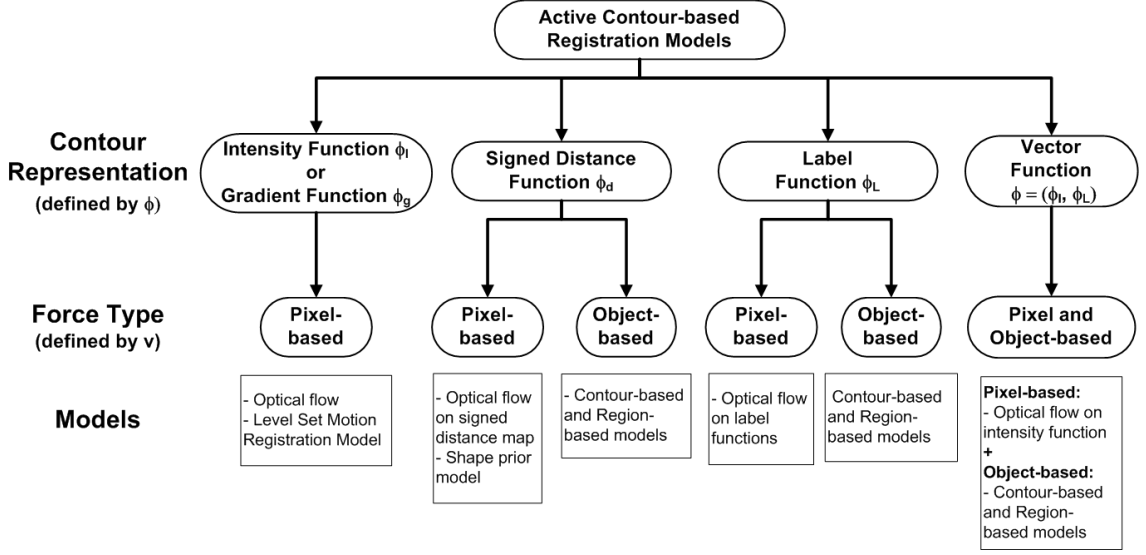 Active Contour-based
Registration Models
Contour
Representation
(defined by ϕ)
Intensity Function ϕI
or
Gradient Function ϕg
Signed Distance
Function ϕd
Label
Function ϕL
Vector
Function
ϕ = (ϕI, ϕL)
Force Type
(defined by v)
Pixel-
based
Pixel-
based
Object-
based
Pixel-
based
Object-
based
Pixel and
Object-based
Models
- Optical flow
- Level Set Motion
Registration Model
- Optical flow
on signed
distance map
- Shape prior
model
- Contour-based
and Region-
based models
- Optical flow
on label
functions
Contour-based
and Region-
based models
Pixel-based:
- Optical flow on
intensity function
+
Object-based:
- Contour-based
and Region-
based models